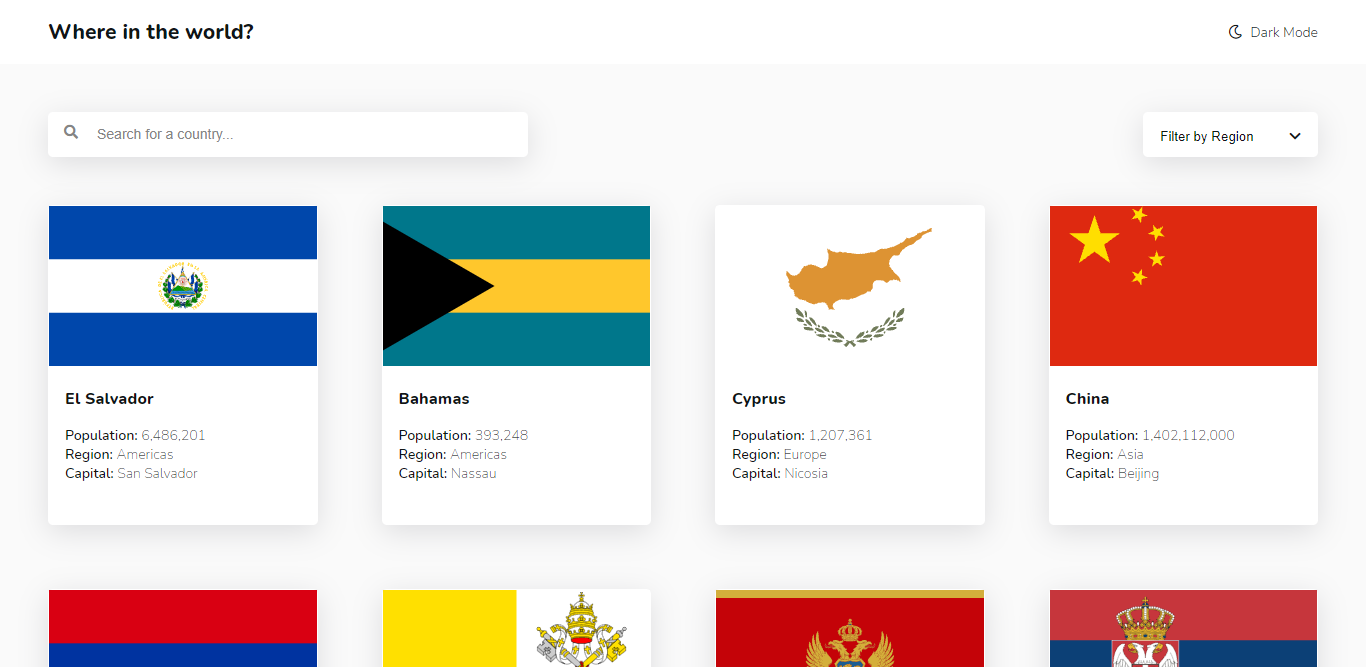 Where in the world?
Dark Mode
Search for a country...
Filter by Region
El Salvador
Population: 6,486,201
Region: Americas
Capital: San Salvador
Bahamas
Population: 393,248
Region: Americas
Capital: Nassau
Cyprus
Population: 1,207,361
Region: Europe
Capital: Nicosia
China
Population: 1,402,112,000
Region: Asia
Capital: Beijing